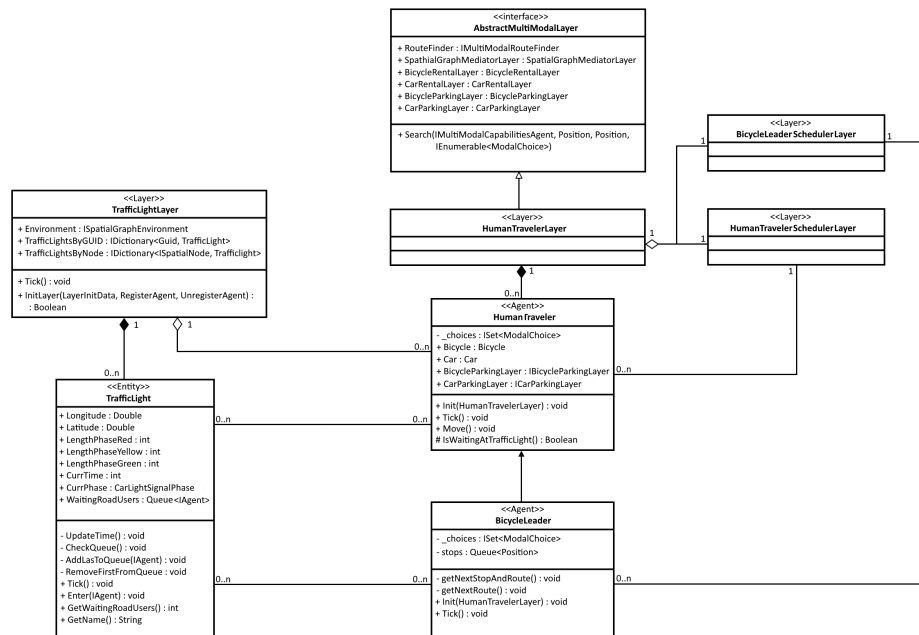 <<interface>>
AbstractMultiModalLayer
+ RouteFinder : IMultiModalRouteFinder
+ SpathialGraphMediatorLayer : SpatialGraphMediatorLayer
+ BicycleRentalLayer : BicycleRentalLayer
+ CarRentalLayer : CarRentalLayer
+ BicycleParkingLayer : BicycleParkingLayer
+ CarParkingLayer : CarParkingLayer
+ Search(IMultiModalCapabilitiesAgent, Position, Position,
IEnumerable<ModalChoice>)
<<Layer>>
BicycleLeaderSchedulerLayer
1
1
<<Layer>>
TrafficLightLayer
+ Environment : ISpatialGraphEnvironment
+ TrafficLightsByGUID : IDictionary<Guid, TrafficLight>
+ TrafficLightsByNode : IDictionary<ISpatialNode, Trafficlight>
+ Tick() : void
+ InitLayer(LayerInitData, RegisterAgent, UnregisterAgent) :
: Boolean
1
1
<<Layer>>
HumanTravelerLayer
1
1
<<Layer>>
HumanTravelerSchedulerLayer
1
1
0..n
<<Agent>>
HumanTraveler
- _choices : ISet<ModalChoice>
+ Bicycle : Bicycle
+ Car : Car
+ BicycleParkingLayer : IBicycleParkingLayer
+ CarParkingLayer : ICarParkingLayer
+ Init(HumanTravelerLayer) : void
+ Tick() : void
+ Move() : void
# IsWaitingAtTrafficLight() : Boolean
0..n
0..n
0..n
0..n
<<Entity>>
TrafficLight
+ Longitude : Double
+ Latitude : Double
+ LengthPhaseRed : int
+ LengthPhaseYellow : int
+ LengthPhaseGreen : int
+ CurrTime : int
+ CurrPhase : CarLightSignalPhase
+ WaitingRoadUsers : Queue<IAgent>
- UpdateTime() : void
- CheckQueue() : void
- AddLasToQueue(IAgent) : void
- RemoveFirstFromQueue : void
+ Tick() : void
+ Enter(IAgent) : void
+ GetWaitingRoadUsers() : int
+ GetName() : String
0..n
0..n
<<Agent>>
BicycleLeader
- _choices : ISet<ModalChoice>
- stops : Queue<Position>
- getNextStopAndRoute() : void
- getNextRoute() : void
+ Init(HumanTravelerLayer) : void
+ Tick() : void
0..n
0..n